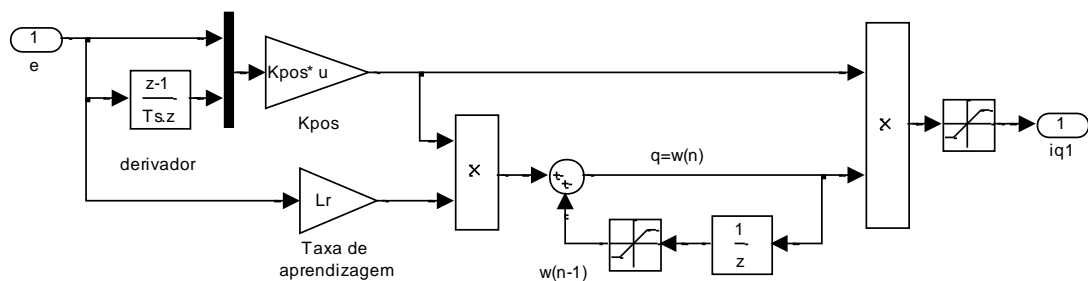 1
e
z-1
Ts.z
derivador
Kpos* u
Kpos
Lr
Taxa de
aprendizagem
x
+
+
q=w(n)
w(n-1)
1
z
x
1
iq1